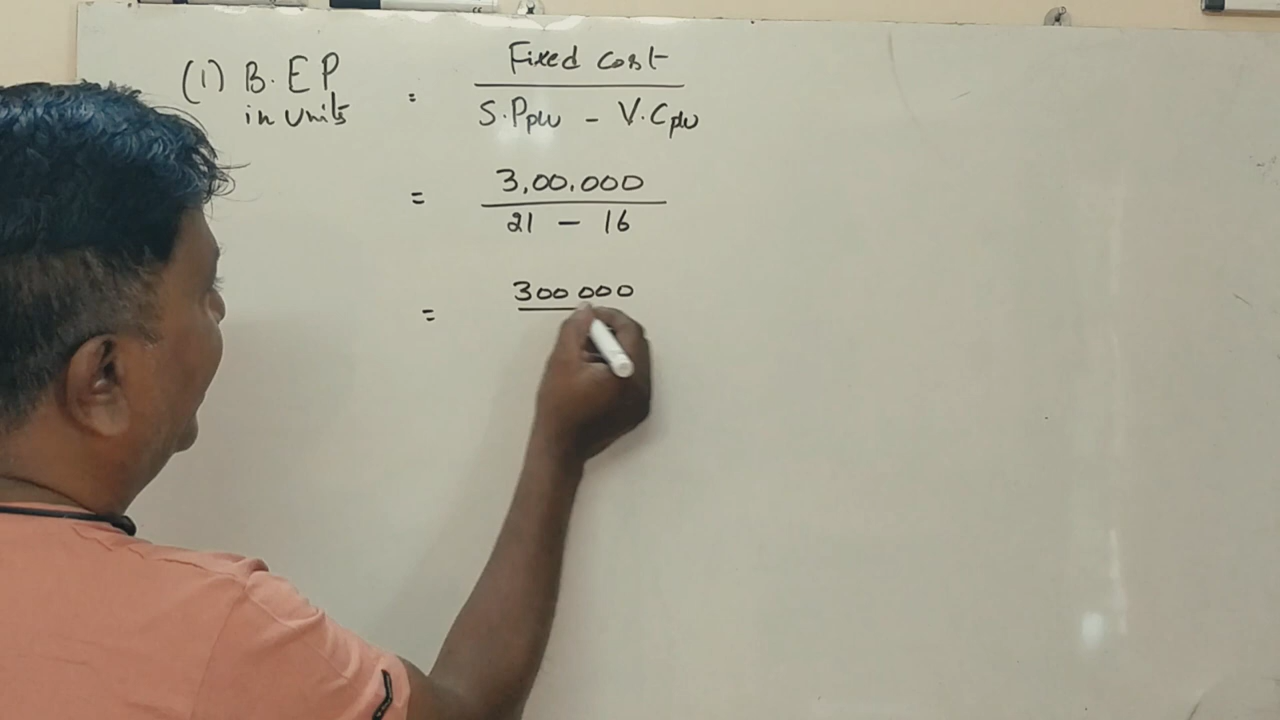 (1) B.EP = Fixed cost
in units S.Ppu - V.Cpu
= 3,00,000
21 - 16
= 300000